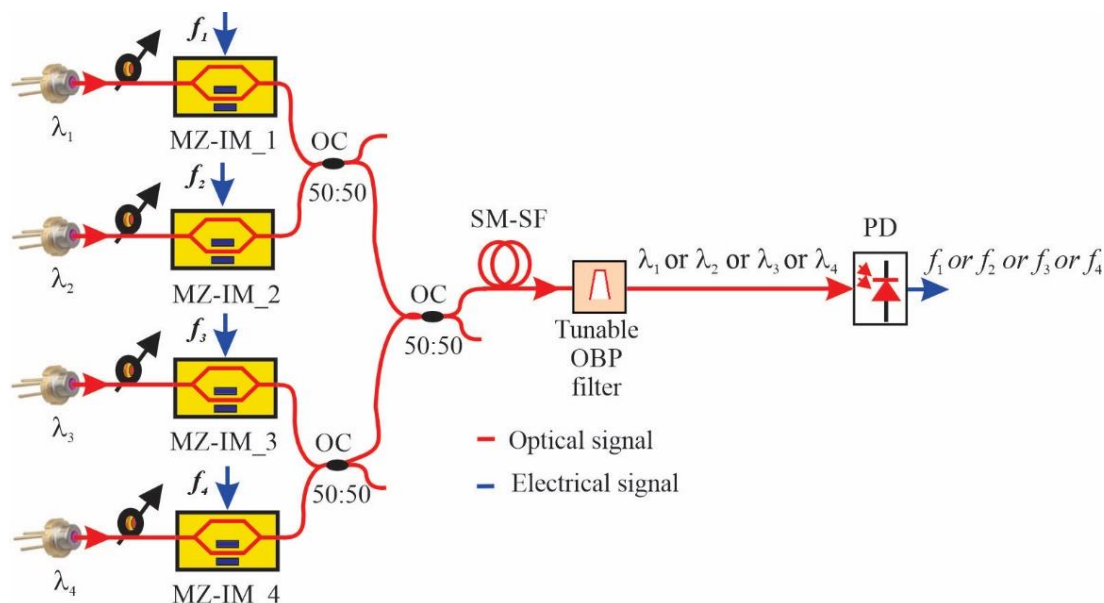 f₁
λ₁
MZ-IM_1
OC
50:50
f₂
λ₂
MZ-IM_2
SM-SF
λ₁ or λ₂ or λ₃ or λ₄
PD
f₁ or f₂ or f₃ or f₄
OC
50:50
Tunable
OBP
filter
f₃
λ₃
MZ-IM_3
OC
50:50
Optical signal
Electrical signal
f₄
λ₄
MZ-IM_4